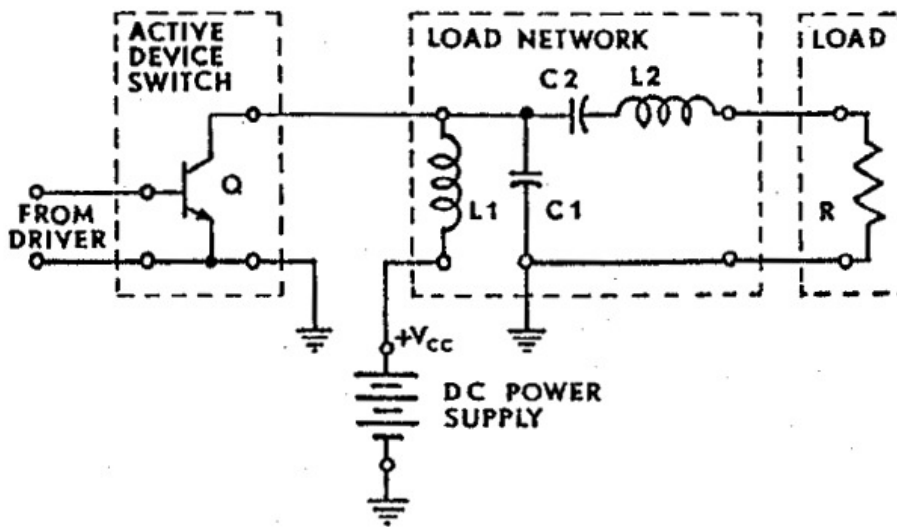 ACTIVE
DEVICE
SWITCH
LOAD NETWORK
LOAD
C2
L2
Q
L1
C1
R
FROM
DRIVER
+VCC
DC POWER
SUPPLY